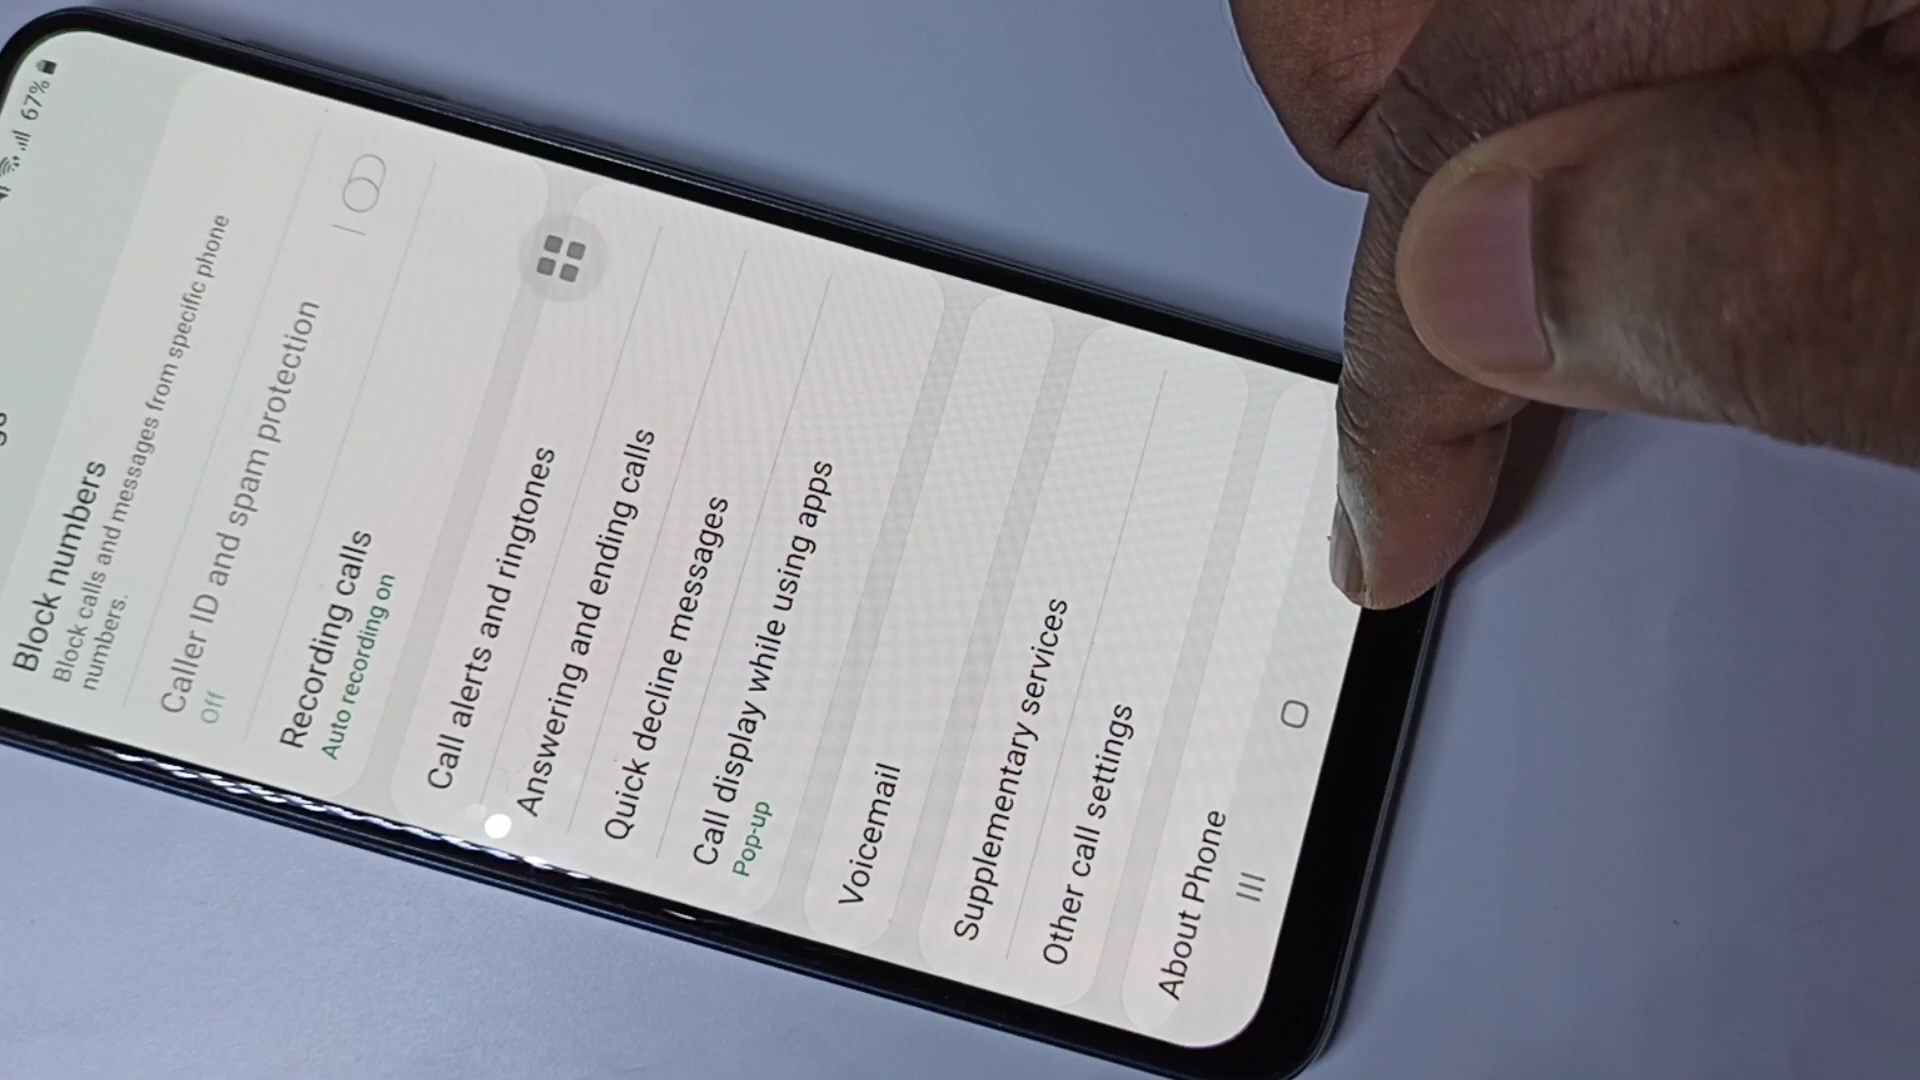 67%
Block numbers
Block calls and messages from specific phone
numbers.
Caller ID and spam protection
Off
Recording calls
Auto recording on
Call alerts and ringtones
Answering and ending calls
Quick decline messages
Call display while using apps
Pop-up
Voicemail
Supplementary services
Other call settings
About Phone